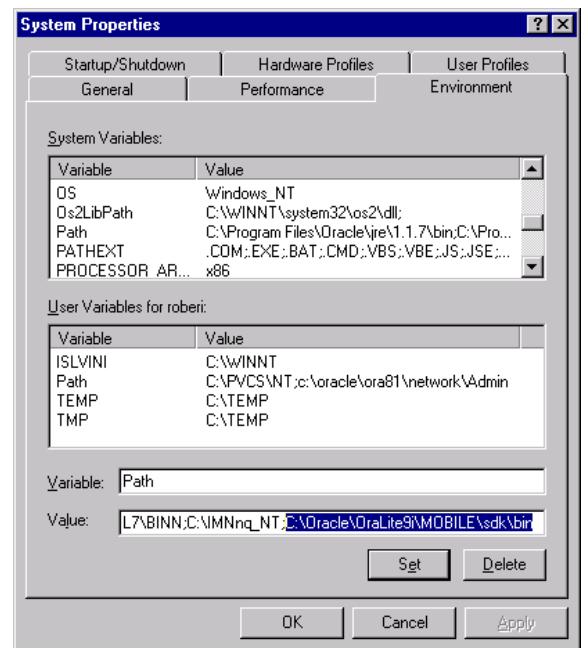 System Properties
Startup/Shutdown Hardware Profiles User Profiles
General Performance Environment
System Variables:
Variable Value
OS Windows_NT
Os2LibPath C:\WINNT\system32\os2\dll;
Path C:\Program Files\Oracle\jre\1.1.7\bin;C:\Pro...
PATHEXT .COM;.EXE;.BAT;.CMD;.VBS;.VBE;.JS;.JSE;...
PROCESSOR_AR... x86
User Variables for roberi:
Variable Value
ISLVINI C:\WINNT
Path C:\PVCS\NT;c:\oracle\ora81\network\Admin
TEMP C:\TEMP
TMP C:\TEMP
Variable: Path
Value: L7\BINN;C:\IMNnq_NT;C:\Oracle\OraLite9i\MOBILE\sdk\bin
Set Delete
OK Cancel Apply